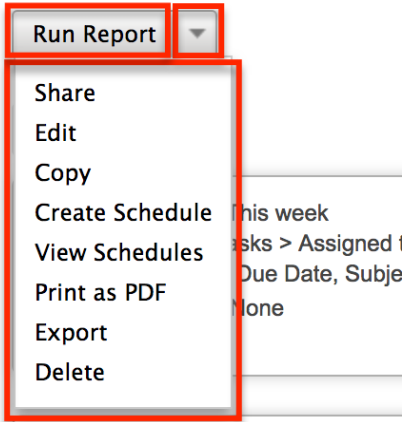 Run Report
Share
Edit
Copy
Create Schedule
This week
View Schedules
asks > Assigned t
Due Date, Subje
Print as PDF
None
Export
Delete